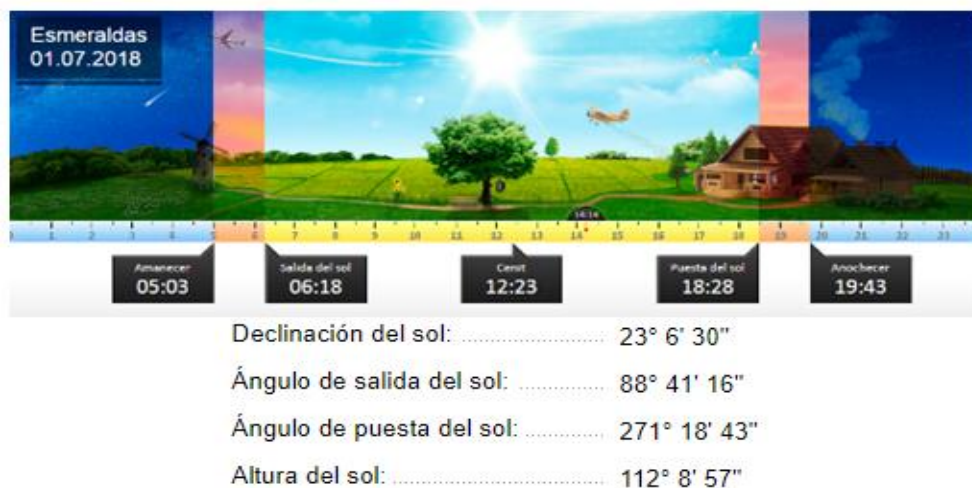 Esmeraldas
01.07.2018
14:14
1 2 3 4 5 6 7 8 9 10 11 12 13 14 15 16 17 18 19 20 21 22 23
Amanecer
05:03
Salida del sol
06:18
Cenit
12:23
Puesta del sol
18:28
Anochecer
19:43
Declinación del sol: 23° 6' 30"
Ángulo de salida del sol: 88° 41' 16"
Ángulo de puesta del sol: 271° 18' 43"
Altura del sol: 112° 8' 57"